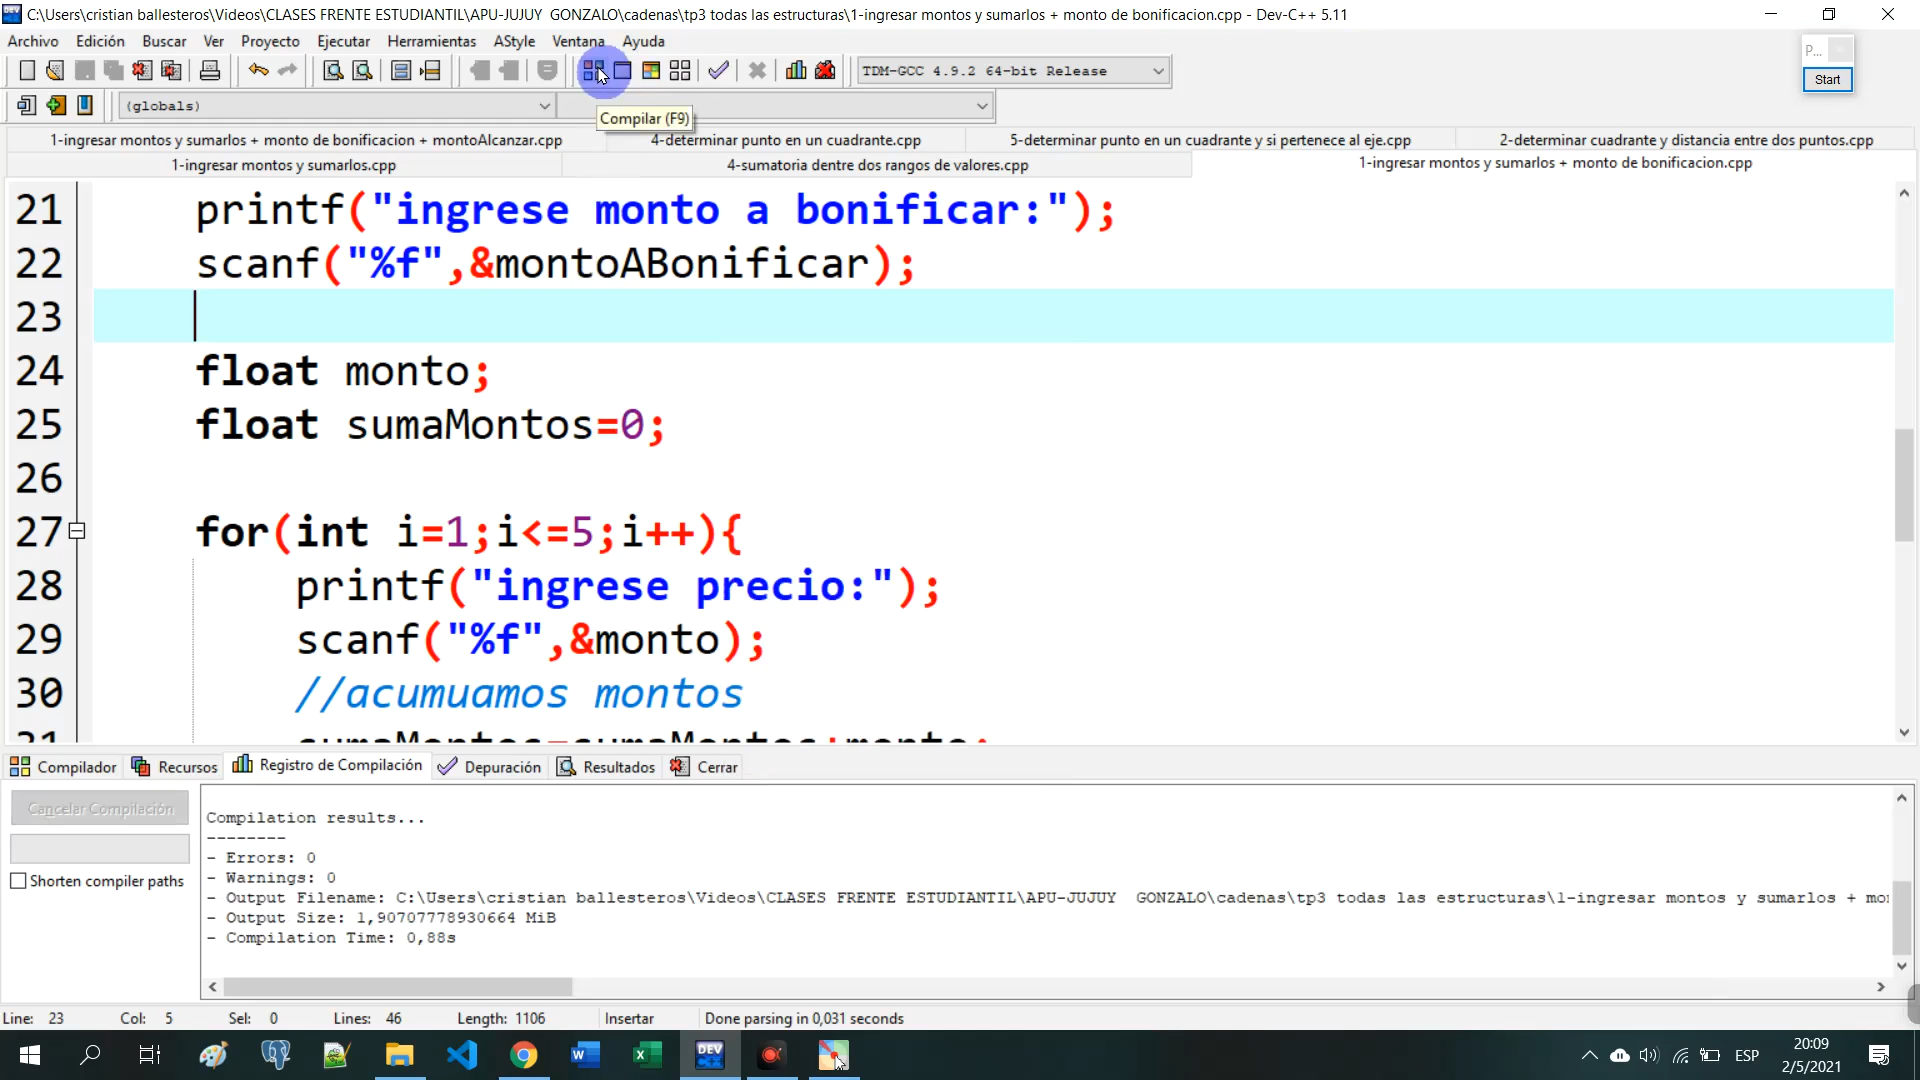 C:\Users\cristian ballesteros\Videos\CLASES FRENTE ESTUDIANTIL\APU-JUJUY  GONZALO\cadenas\tp3 todas las estructuras\1-ingresar montos y sumarlos + monto de bonificacion.cpp - Dev-C++ 5.11
Archivo Edición Buscar Ver Proyecto Ejecutar Herramientas AStyle Ventana Ayuda
P...
Start
TDM-GCC 4.9.2 64-bit Release
(globals)
Compilar (F9)
1-ingresar montos y sumarlos + monto de bonificacion + montoAlcanzar.cpp 4-determinar punto en un cuadrante.cpp 5-determinar punto en un cuadrante y si pertenece al eje.cpp 2-determinar cuadrante y distancia entre dos puntos.cpp
1-ingresar montos y sumarlos.cpp 4-sumatoria dentre dos rangos de valores.cpp 1-ingresar montos y sumarlos + monto de bonificacion.cpp
21 printf("ingrese monto a bonificar:");
22 scanf("%f",&montoABonificar);
23
24 float monto;
25 float sumaMontos=0;
26
27 for(int i=1;i<=5;i++){
28 printf("ingrese precio:");
29 scanf("%f",&monto);
30 //acumuamos montos
31 sumaMontos=sumaMontos+monto;
Compilador Recursos Registro de Compilación Depuración Resultados Cerrar
Cancelar Compilación
Shorten compiler paths
Compilation results...
--------
- Errors: 0
- Warnings: 0
- Output Filename: C:\Users\cristian ballesteros\Videos\CLASES FRENTE ESTUDIANTIL\APU-JUJUY  GONZALO\cadenas\tp3 todas las estructuras\1-ingresar montos y sumarlos + mo
- Output Size: 1,90707778930664 MiB
- Compilation Time: 0,88s
Line: 23 Col: 5 Sel: 0 Lines: 46 Length: 1106 Insertar Done parsing in 0,031 seconds
DEV C++
ESP
20:09
2/5/2021